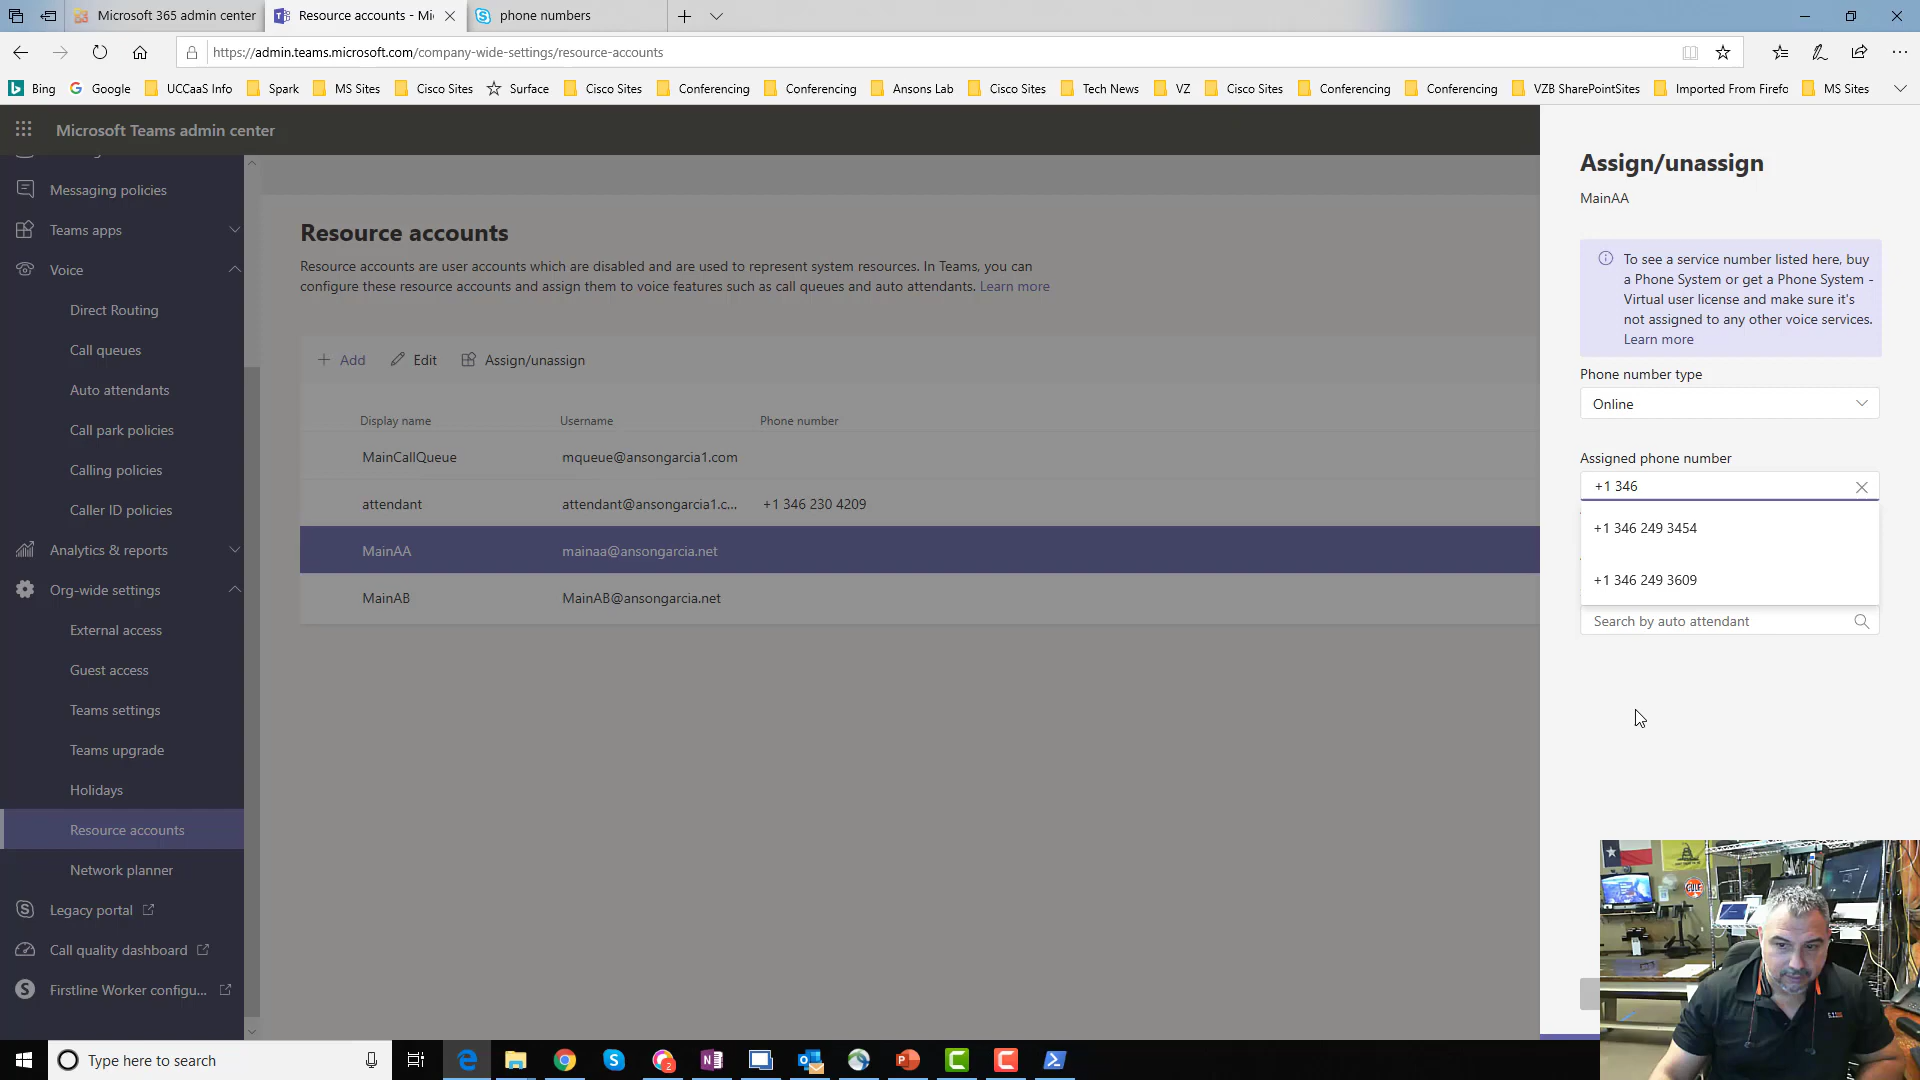 Microsoft 365 admin center
Resource accounts - Mi
phone numbers
https://admin.teams.microsoft.com/company-wide-settings/resource-accounts
Bing
Google
UCCaaS Info
Spark
MS Sites
Cisco Sites
Surface
Cisco Sites
Conferencing
Conferencing
Ansons Lab
Cisco Sites
Tech News
VZ
Cisco Sites
Conferencing
Conferencing
VZB SharePointSites
Imported From Firefo
MS Sites
Microsoft Teams admin center
Messaging policies
Teams apps
Voice
Direct Routing
Call queues
Auto attendants
Call park policies
Calling policies
Caller ID policies
Analytics & reports
Org-wide settings
External access
Guest access
Teams settings
Teams upgrade
Holidays
Resource accounts
Network planner
Legacy portal
Call quality dashboard
Firstline Worker configu...
Resource accounts
Resource accounts are user accounts which are disabled and are used to represent system resources. In Teams, you can
configure these resource accounts and assign them to voice features such as call queues and auto attendants. Learn more
Add
Edit
Assign/unassign
Display name
Username
Phone number
MainCallQueue
mqueue@ansongarcia1.com
attendant
attendant@ansongarcia1.c...
+1 346 230 4209
MainAA
mainaa@ansongarcia.net
MainAB
MainAB@ansongarcia.net
Assign/unassign
MainAA
To see a service number listed here, buy
a Phone System or get a Phone System -
Virtual user license and make sure it's
not assigned to any other voice services.
Learn more
Phone number type
Online
Assigned phone number
+1 346
+1 346 249 3454
+1 346 249 3609
Search by auto attendant
GULF
Type here to search
2